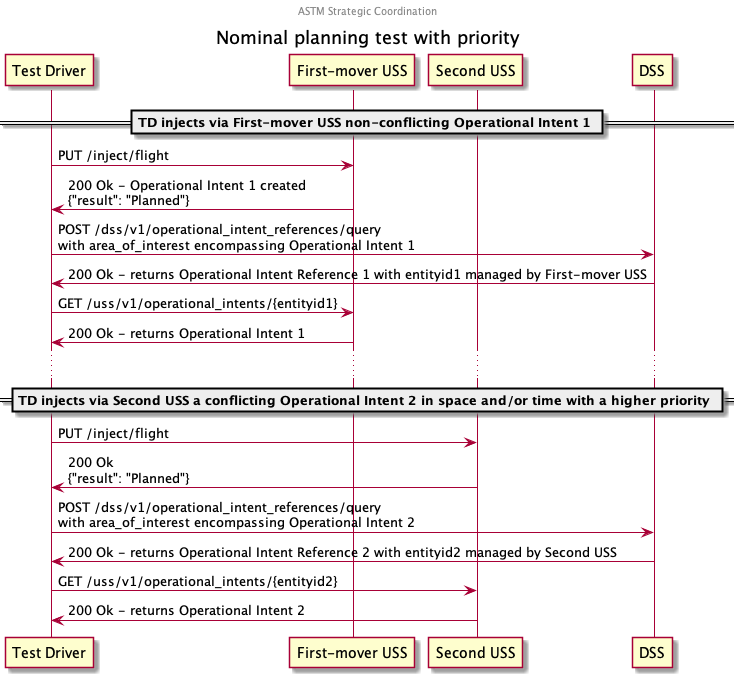 ASTM Strategic Coordination
Nominal planning test with priority
Test Driver
First-mover USS
Second USS
DSS
TD injects via First-mover USS non-conflicting Operational Intent 1
PUT /inject/flight
200 Ok - Operational Intent 1 created
{"result": "Planned"}
POST /dss/v1/operational_intent_references/query
with area_of_interest encompassing Operational Intent 1
200 Ok - returns Operational Intent Reference 1 with entityid1 managed by First-mover USS
GET /uss/v1/operational_intents/{entityid1}
200 Ok - returns Operational Intent 1
TD injects via Second USS a conflicting Operational Intent 2 in space and/or time with a higher priority
PUT /inject/flight
200 Ok
{"result": "Planned"}
POST /dss/v1/operational_intent_references/query
with area_of_interest encompassing Operational Intent 2
200 Ok - returns Operational Intent Reference 2 with entityid2 managed by Second USS
GET /uss/v1/operational_intents/{entityid2}
200 Ok - returns Operational Intent 2
Test Driver
First-mover USS
Second USS
DSS